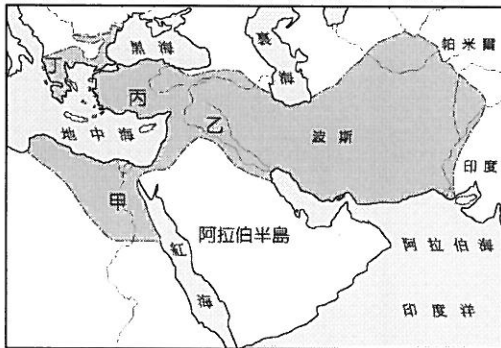 黑海
裏海
帕米爾
丁
丙
乙
地中海
波斯
印度
甲
阿拉伯半島
紅海
阿拉伯海
印度洋